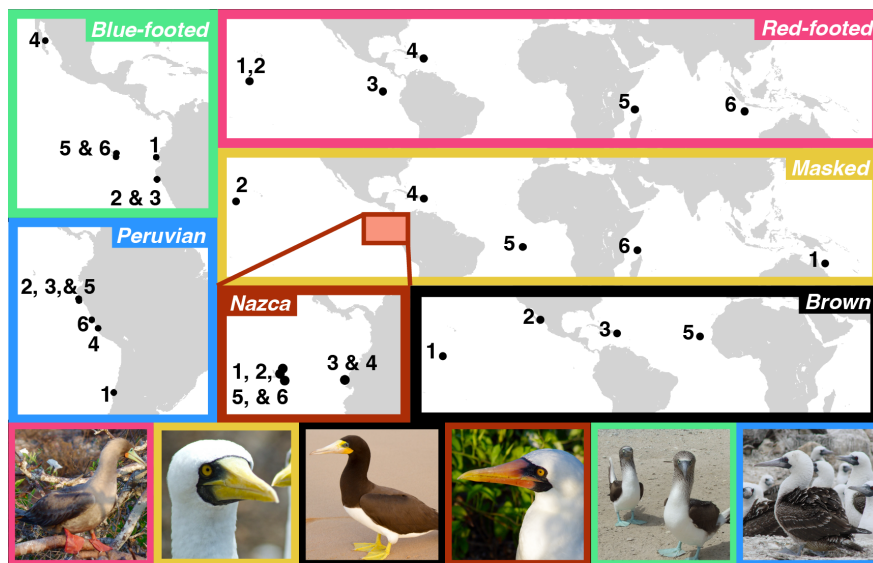 Blue-footed
4
5 & 6
1
2 & 3
Red-footed
1,2
3
4
5
6
Masked
2
4
5
6
1
Peruvian
2, 3,& 5
6
4
1
Nazca
1, 2,
5, & 6
3 & 4
Brown
1
2
3
5